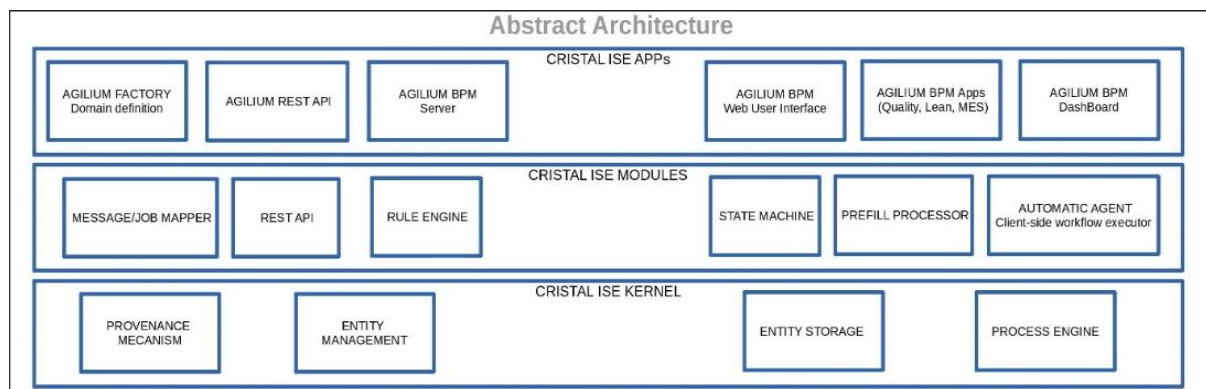 Abstract Architecture
CRISTAL ISE APPs
AGILIUM FACTORY
Domain definition
AGILIUM REST API
AGILIUM BPM
Server
AGILIUM BPM
Web User Interface
AGILIUM BPM Apps
(Quality, Lean, MES)
AGILIUM BPM
DashBoard
CRISTAL ISE MODULES
MESSAGE/JOB MAPPER
REST API
RULE ENGINE
STATE MACHINE
PREFILL PROCESSOR
AUTOMATIC AGENT
Client-side workflow executor
CRISTAL ISE KERNEL
PROVENANCE
MECANISM
ENTITY
MANAGEMENT
ENTITY STORAGE
PROCESS ENGINE